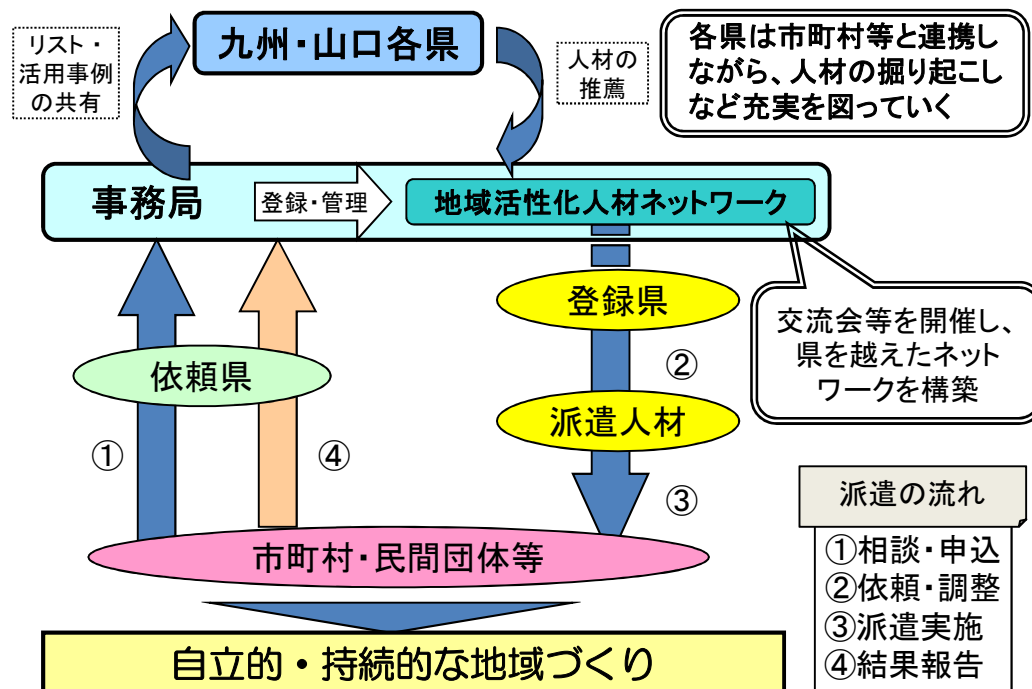 リスト・
活用事例
の共有
九州・山口各県
人材の
推薦
各県は市町村等と連携し
ながら、人材の掘り起こし
など充実を図っていく
事務局
登録・管理
地域活性化人材ネットワーク
登録県
交流会等を開催し、
県を越えたネット
ワークを構築
依頼県
②
派遣人材
①
④
③
市町村・民間団体等
派遣の流れ
①相談・申込
②依頼・調整
③派遣実施
④結果報告
自立的・持続的な地域づくり